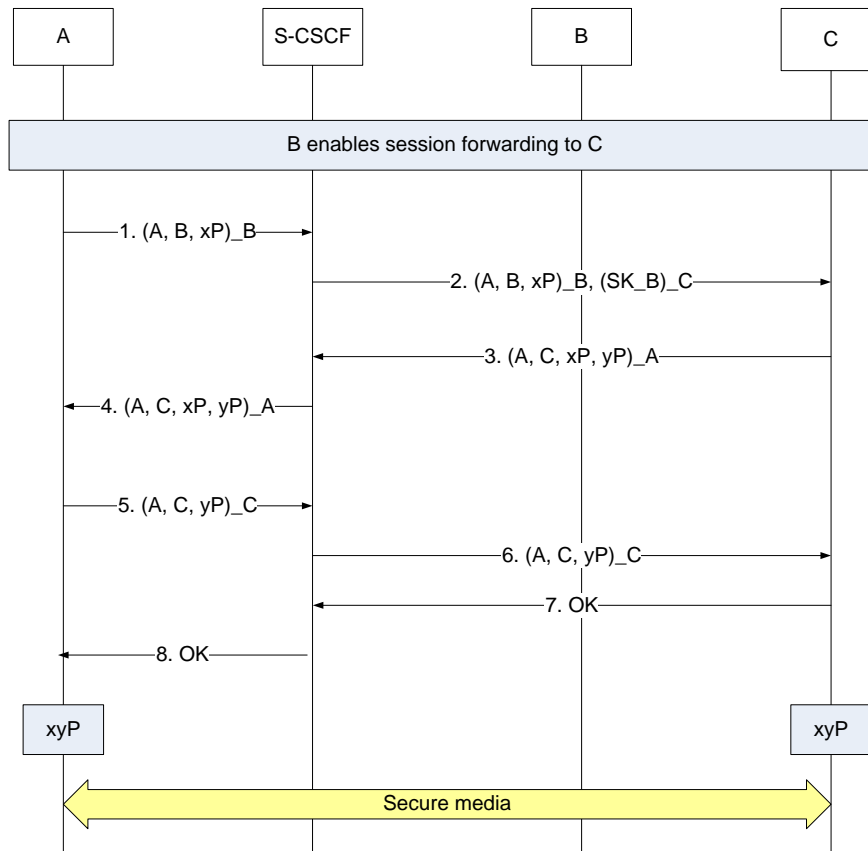 A
S-CSCF
B
C
B enables session forwarding to C
1. (A, B, xP)_B
2. (A, B, xP)_B, (SK_B)_C
3. (A, C, xP, yP)_A
4. (A, C, xP, yP)_A
5. (A, C, yP)_C
6. (A, C, yP)_C
7. OK
8. OK
xyP
xyP
Secure media